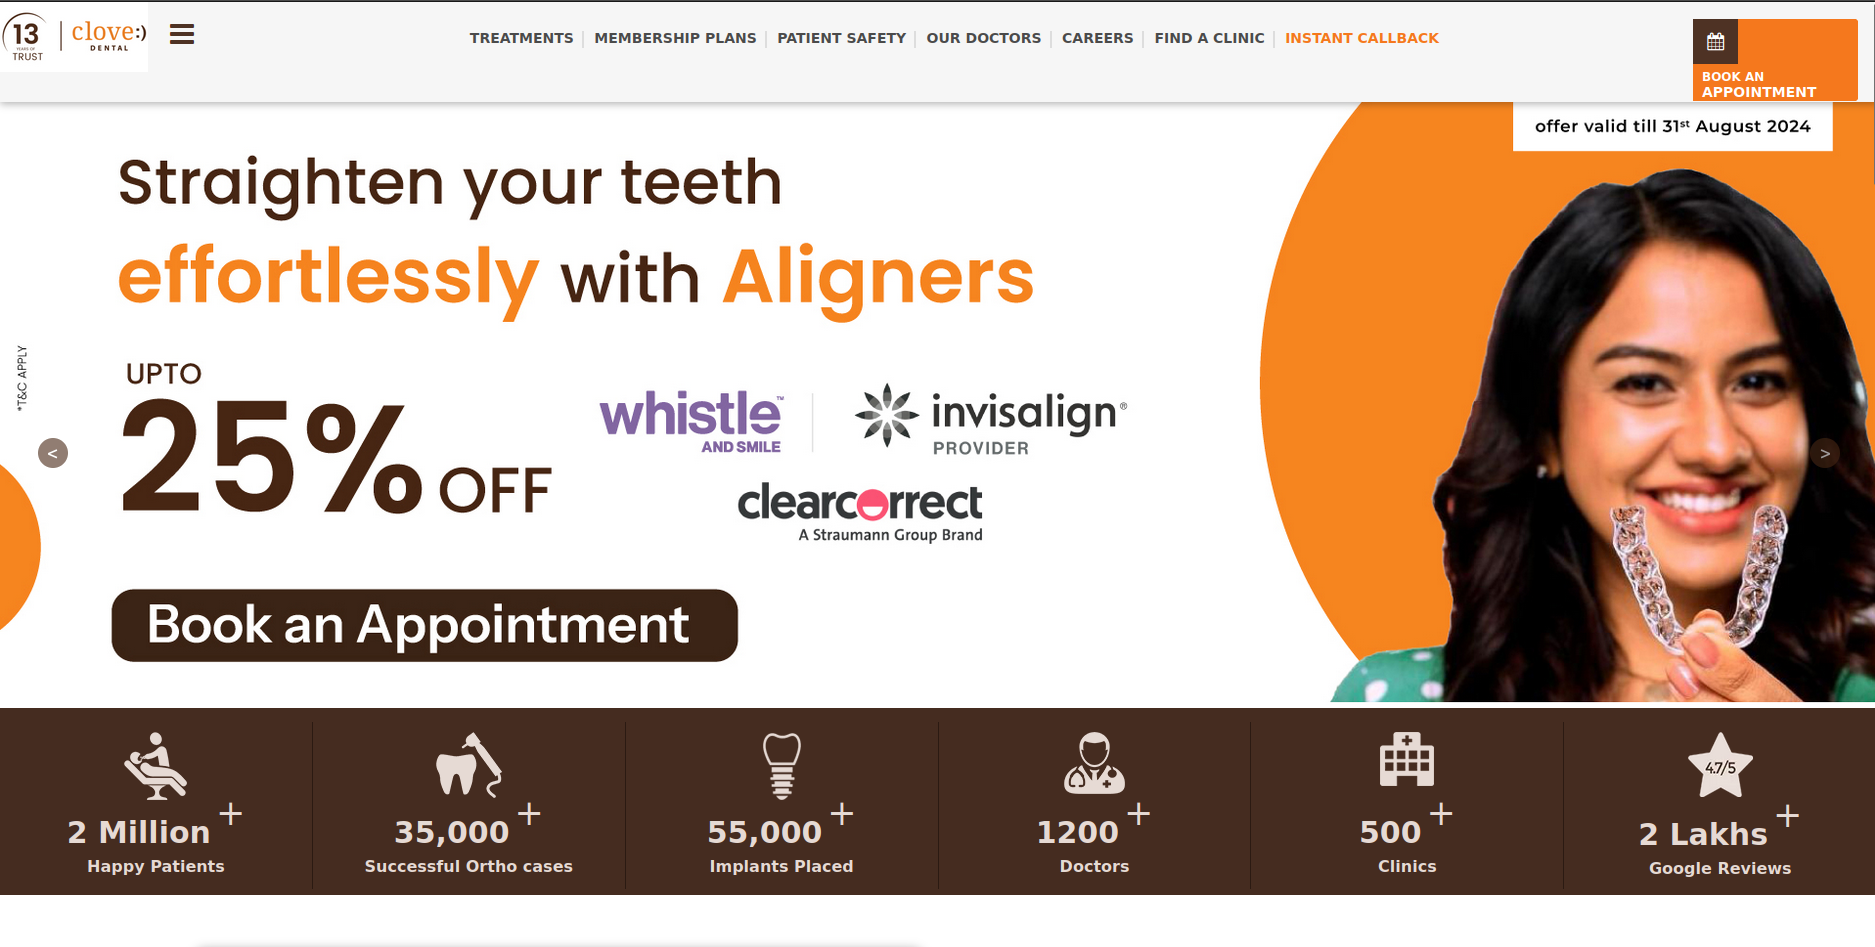 13
YEARS OF
TRUST
clove:)
DENTAL
TREATMENTS
MEMBERSHIP PLANS
PATIENT SAFETY
OUR DOCTORS
CAREERS
FIND A CLINIC
INSTANT CALLBACK
BOOK AN
APPOINTMENT
offer valid till 31st August 2024
Straighten your teeth
effortlessly with Aligners
*T&C APPLY
UPTO
25% OFF
whistle™
AND SMILE
invisalign®
PROVIDER
clearcorrect
A Straumann Group Brand
<
>
Book an Appointment
2 Million +
Happy Patients
35,000 +
Successful Ortho cases
55,000 +
Implants Placed
1200 +
Doctors
500 +
Clinics
4.7/5
2 Lakhs +
Google Reviews